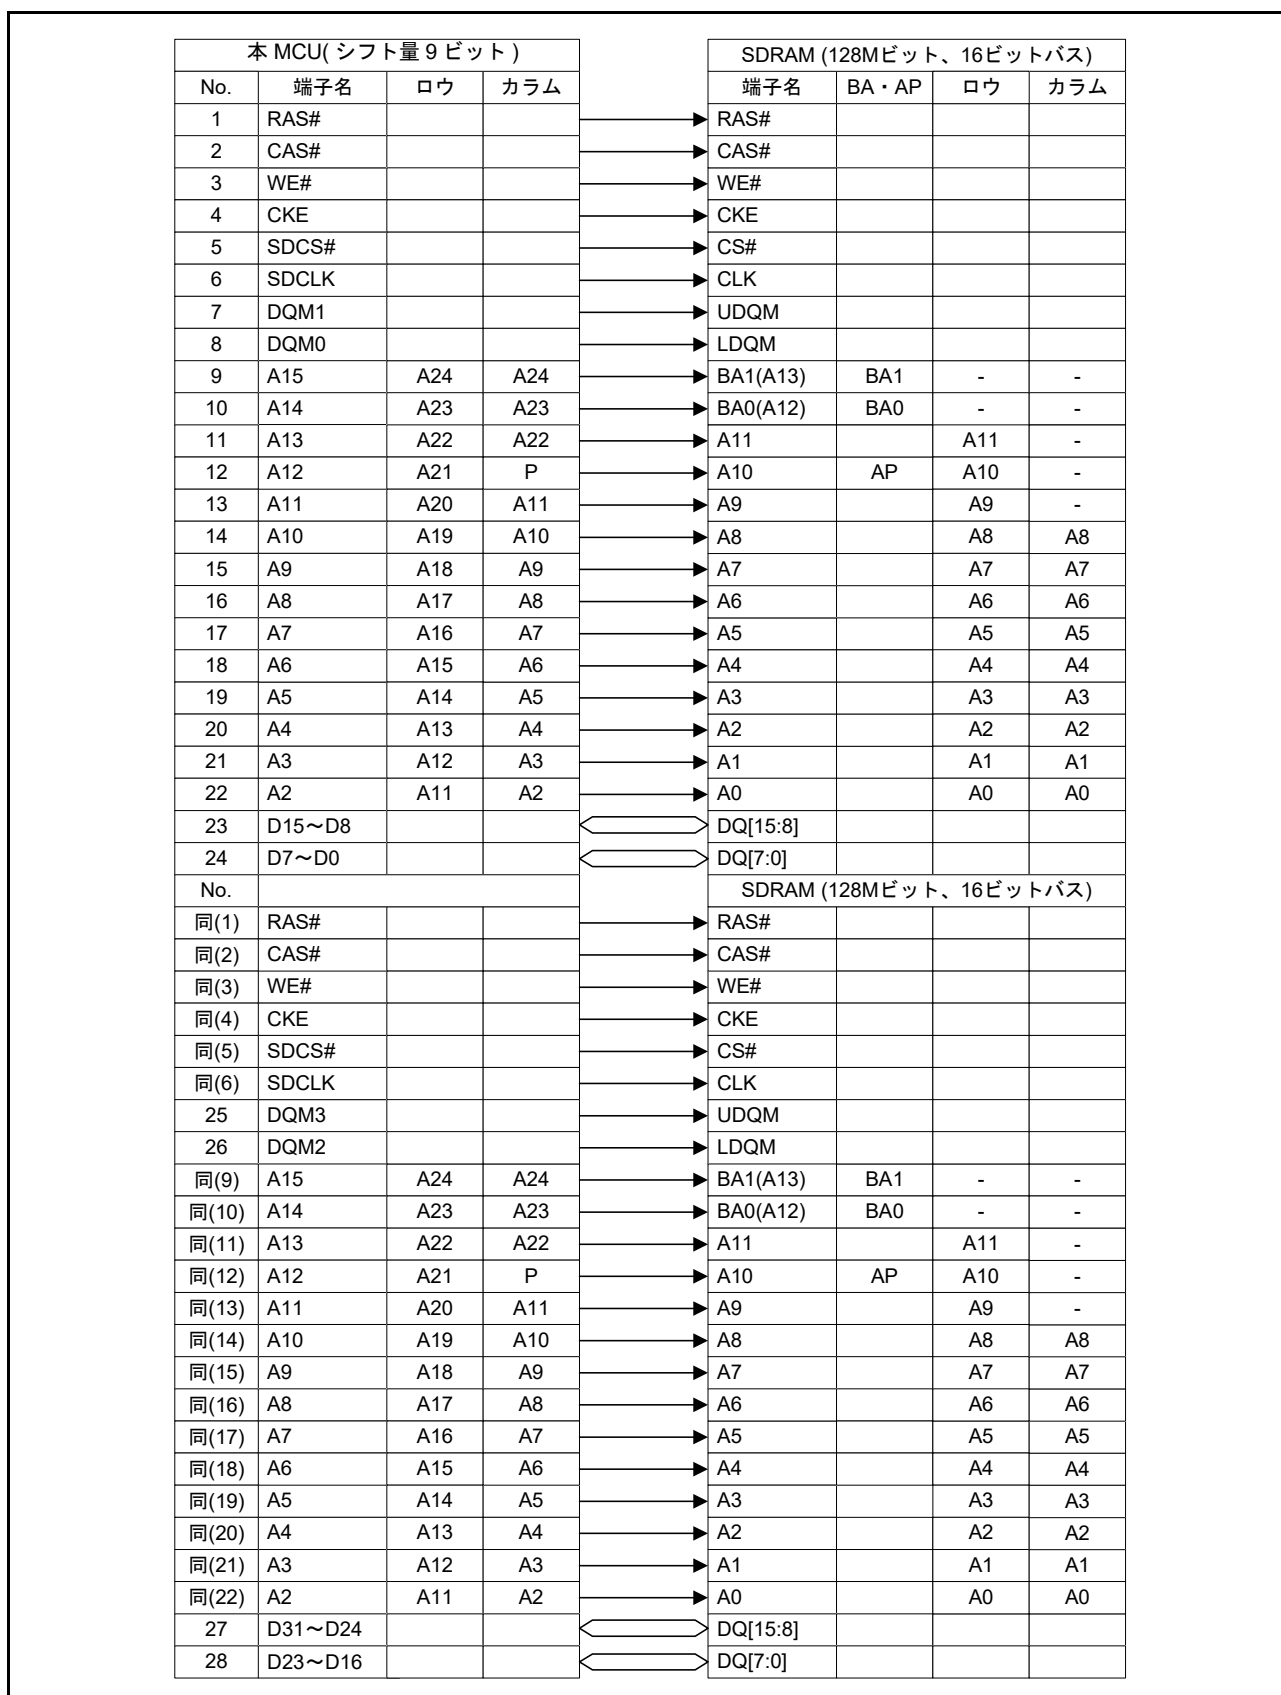 本 MCU( シフト量 9 ビット ) SDRAM (128Mビット、16ビットバス)
No. 端子名 ロウ カラム 端子名 BA・AP ロウ カラム
1 RAS# RAS#
2 CAS# CAS#
3 WE# WE#
4 CKE CKE
5 SDCS# CS#
6 SDCLK CLK
7 DQM1 UDQM
8 DQM0 LDQM
9 A15 A24 A24 BA1(A13) BA1 - -
10 A14 A23 A23 BA0(A12) BA0 - -
11 A13 A22 A22 A11 A11 -
12 A12 A21 P A10 AP A10 -
13 A11 A20 A11 A9 A9 -
14 A10 A19 A10 A8 A8 A8
15 A9 A18 A9 A7 A7 A7
16 A8 A17 A8 A6 A6 A6
17 A7 A16 A7 A5 A5 A5
18 A6 A15 A6 A4 A4 A4
19 A5 A14 A5 A3 A3 A3
20 A4 A13 A4 A2 A2 A2
21 A3 A12 A3 A1 A1 A1
22 A2 A11 A2 A0 A0 A0
23 D15～D8 DQ[15:8]
24 D7～D0 DQ[7:0]
No. SDRAM (128Mビット、16ビットバス)
同(1) RAS# RAS#
同(2) CAS# CAS#
同(3) WE# WE#
同(4) CKE CKE
同(5) SDCS# CS#
同(6) SDCLK CLK
25 DQM3 UDQM
26 DQM2 LDQM
同(9) A15 A24 A24 BA1(A13) BA1 - -
同(10) A14 A23 A23 BA0(A12) BA0 - -
同(11) A13 A22 A22 A11 A11 -
同(12) A12 A21 P A10 AP A10 -
同(13) A11 A20 A11 A9 A9 -
同(14) A10 A19 A10 A8 A8 A8
同(15) A9 A18 A9 A7 A7 A7
同(16) A8 A17 A8 A6 A6 A6
同(17) A7 A16 A7 A5 A5 A5
同(18) A6 A15 A6 A4 A4 A4
同(19) A5 A14 A5 A3 A3 A3
同(20) A4 A13 A4 A2 A2 A2
同(21) A3 A12 A3 A1 A1 A1
同(22) A2 A11 A2 A0 A0 A0
27 D31～D24 DQ[15:8]
28 D23～D16 DQ[7:0]